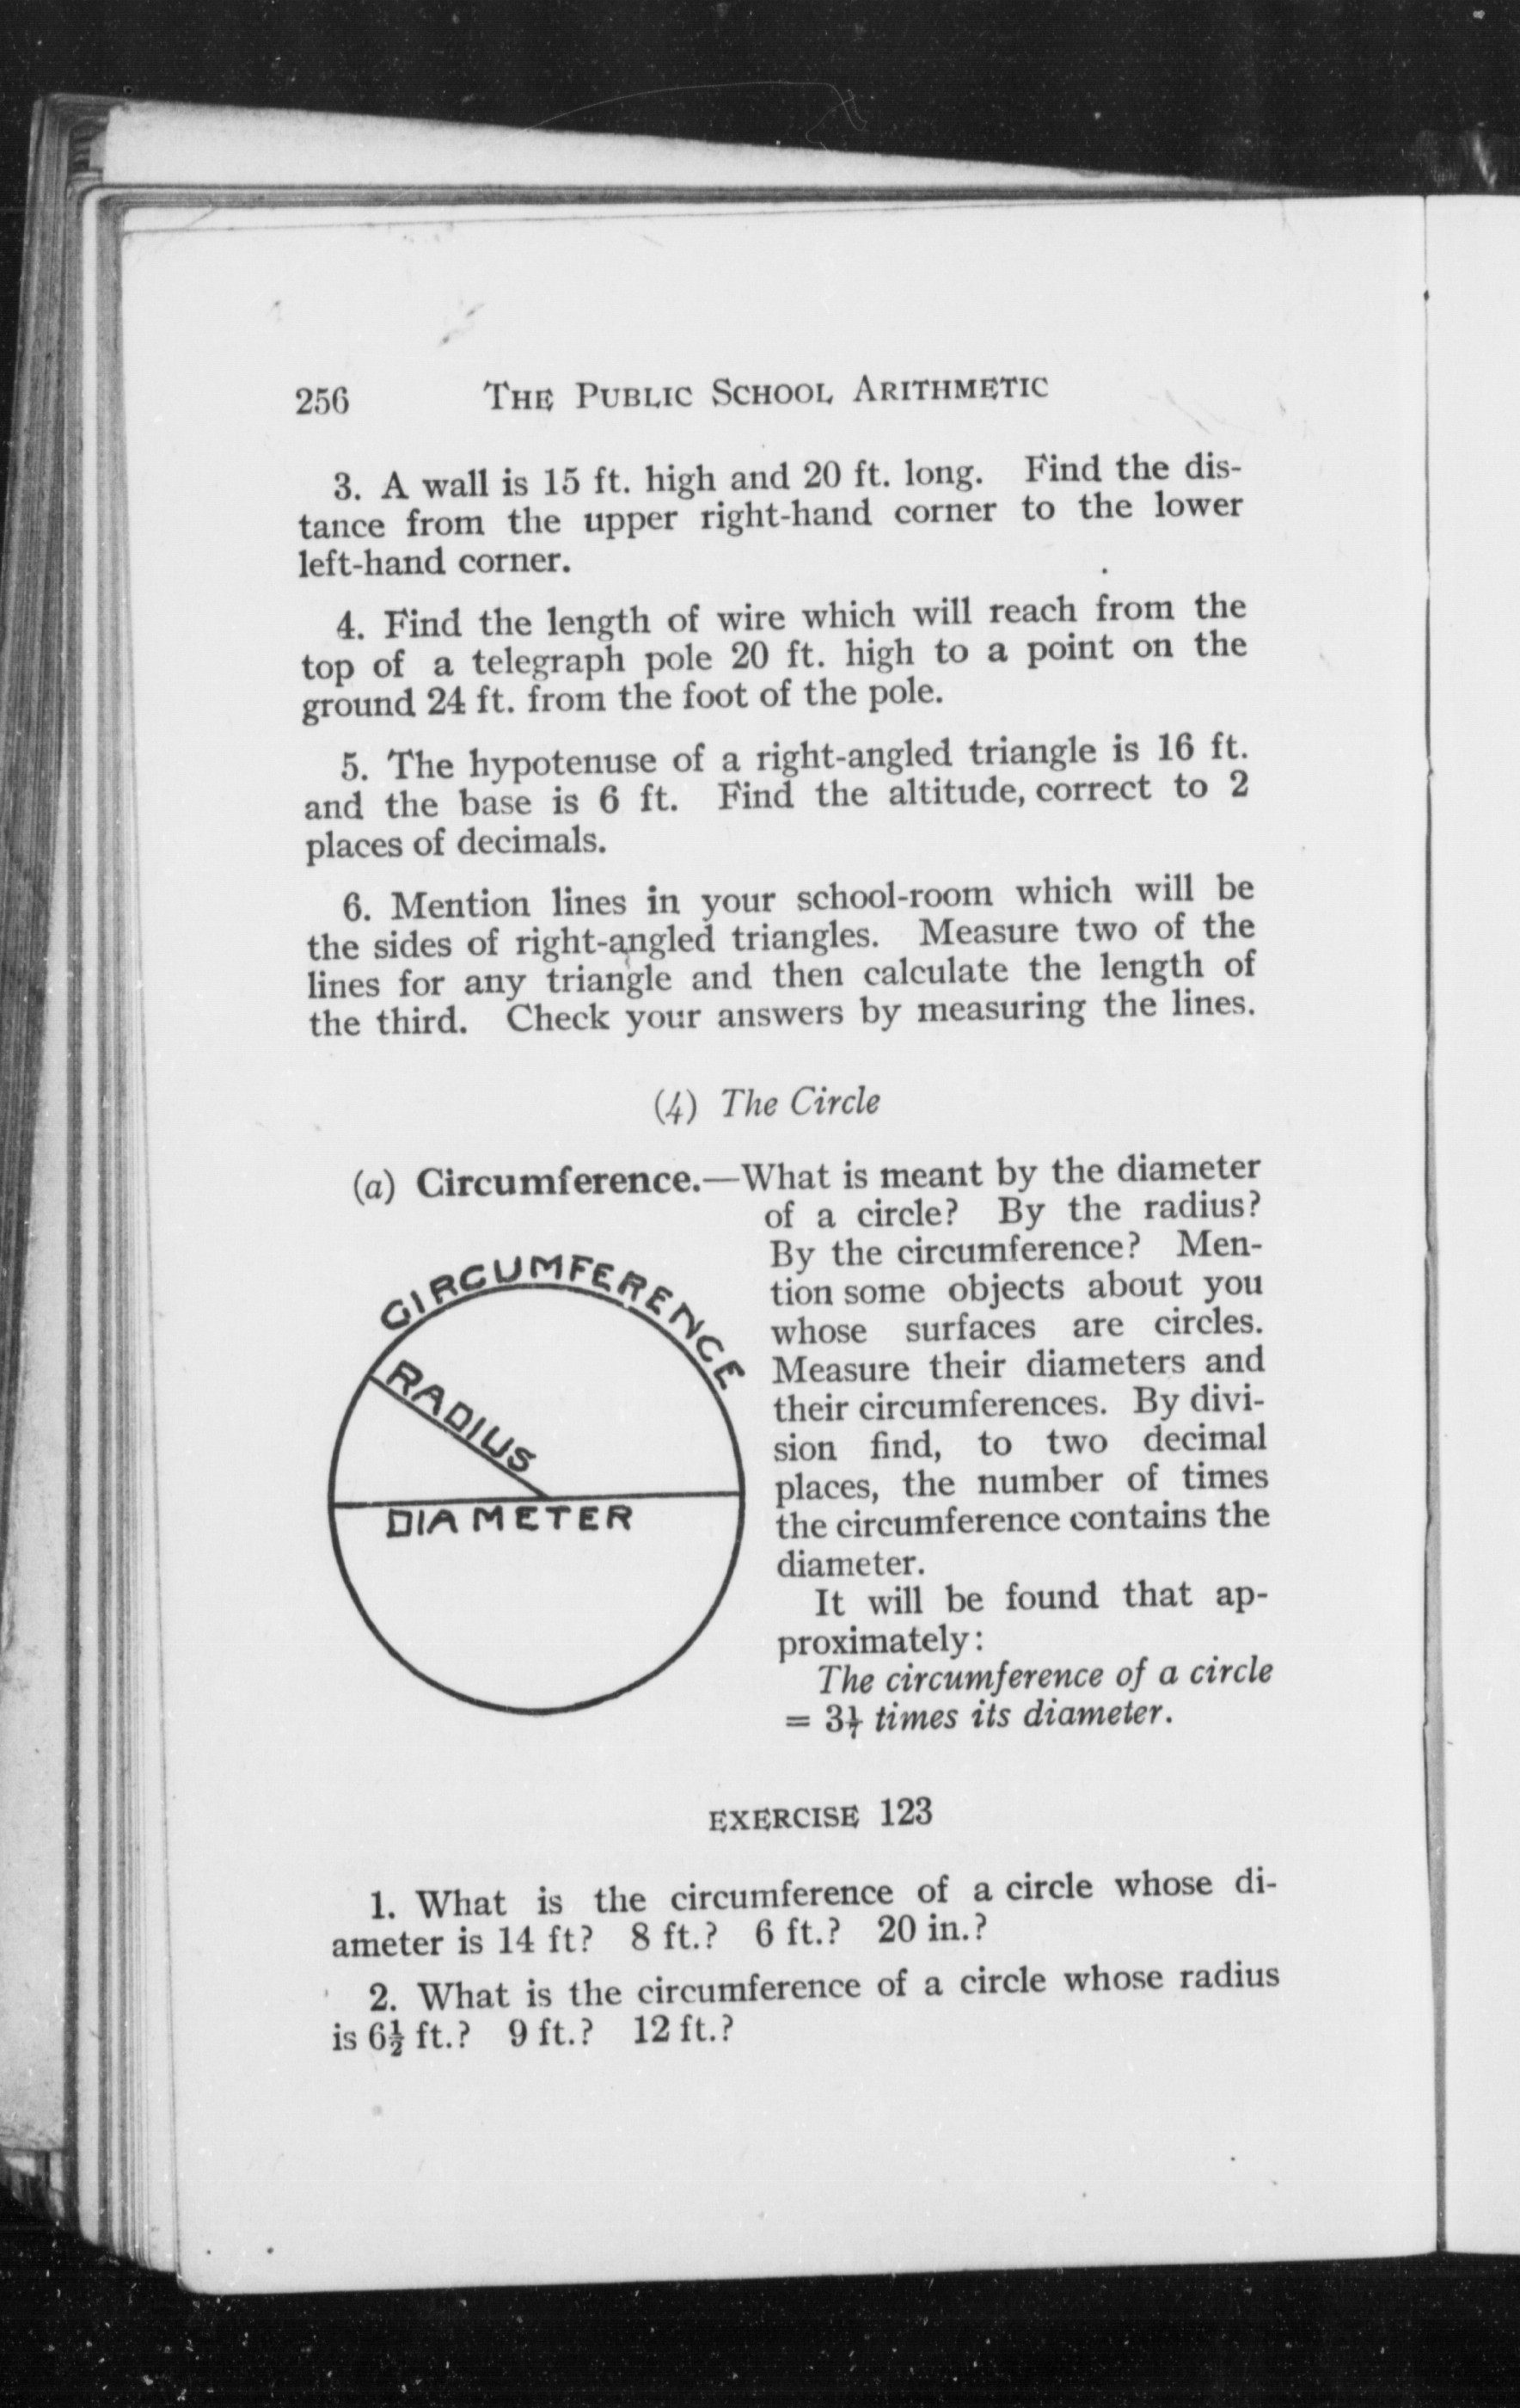 256 THE PUBLIC SCHOOL ARITHMETIC
3. A wall is 15 ft. high and 20 ft. long. Find the dis-
tance from the upper right-hand corner to the lower
left-hand corner.
4. Find the length of wire which will reach from the
top of a telegraph pole 20 ft. high to a point on the
ground 24 ft. from the foot of the pole.
5. The hypotenuse of a right-angled triangle is 16 ft.
and the base is 6 ft. Find the altitude, correct to 2
places of decimals.
6. Mention lines in your school-room which will be
the sides of right-angled triangles. Measure two of the
lines for any triangle and then calculate the length of
the third. Check your answers by measuring the lines.
(4) The Circle
(a) Circumference.—What is meant by the diameter
of a circle? By the radius?
By the circumference? Men-
tion some objects about you
whose surfaces are circles.
Measure their diameters and
their circumferences. By divi-
sion find, to two decimal
places, the number of times
the circumference contains the
diameter.
It will be found that ap-
proximately:
The circumference of a circle
= 3 1/7 times its diameter.
CIRCUMFERENCE
RADIUS
DIAMETER
EXERCISE 123
1. What is the circumference of a circle whose di-
ameter is 14 ft? 8 ft.? 6 ft.? 20 in.?
2. What is the circumference of a circle whose radius
is 6½ ft.? 9 ft.? 12 ft.?